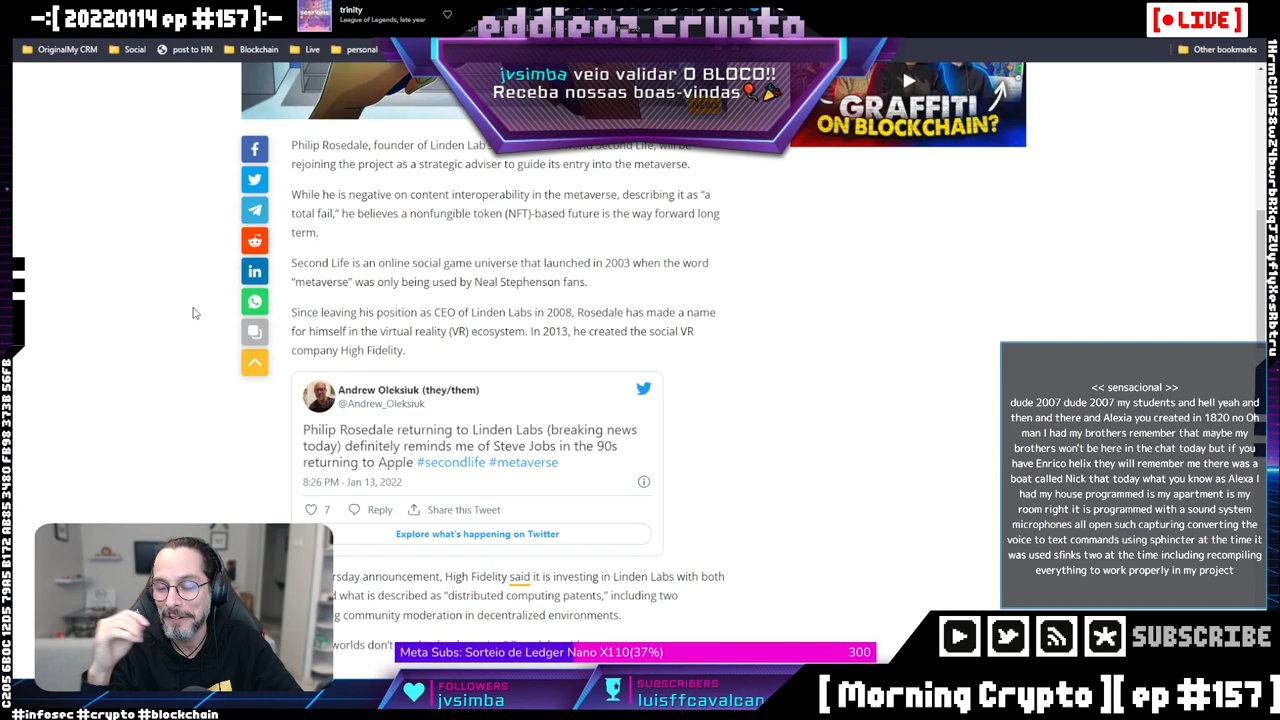 -:[ 20220114 ep #157 ]:-
trinity
League of Legends, late year
eddieoz.crypto
[ ● LIVE ]
OriginalMy CRM
Social
post to HN
Blockchain
Live
personal
Other bookmarks
jvsimba veio validar O BLOCO!!
Receba nossas boas-vindas🎈🎉
GRAFFITI
ON BLOCKCHAIN?
Philip Rosedale, founder of Linden Lab's
Second Life, will be
rejoining the project as a strategic adviser to guide its entry into the metaverse.
While he is negative on content interoperability in the metaverse, describing it as “a
total fail,” he believes a nonfungible token (NFT)-based future is the way forward long
term.
Second Life is an online social game universe that launched in 2003 when the word
“metaverse” was only being used by Neal Stephenson fans.
Since leaving his position as CEO of Linden Labs in 2008, Rosedale has made a name
for himself in the virtual reality (VR) ecosystem. In 2013, he created the social VR
company High Fidelity.
Andrew Oleksiuk (they/them)
@Andrew_Oleksiuk
Philip Rosedale returning to Linden Labs (breaking news
today) definitely reminds me of Steve Jobs in the 90s
returning to Apple #secondlife #metaverse
8:26 PM · Jan 13, 2022
7 Reply Share this Tweet
Explore what's happening on Twitter
rsday announcement, High Fidelity said it is investing in Linden Labs with both
d what is described as “distributed computing patents,” including two
g community moderation in decentralized environments.
worlds don't
<< sensacional >>
dude 2007 dude 2007 my students and hell yeah and
then and there and Alexia you created in 1820 no Oh
man I had my brothers remember that maybe my
brothers won't be here in the chat today but if you
have Enrico helix they will remember me there was a
boat called Nick that today what you know as Alexa I
had my house programmed is my apartment is my
room right it is programmed with a sound system
microphones all open such capturing converting the
voice to text commands using sphincter at the time it
was used sfinks two at the time including recompiling
everything to work properly in my project
SUBSCRIBE
Meta Subs: Sorteio de Ledger Nano X110(37%)
300
FOLLOWERS
jvsimba
SUBSCRIBERS
luisffcavalcan
[ Morning Crypto ][ ep #157 ]
#infosec #crypto #blockchain